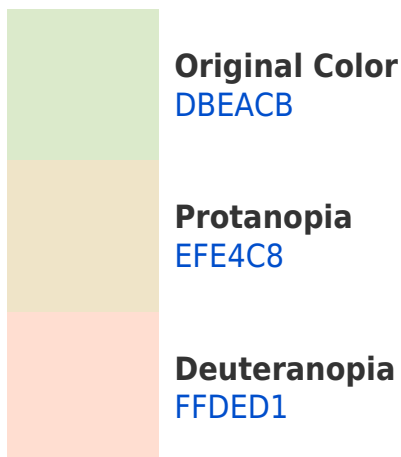 Original Color
DBEACB
Protanopia
EFE4C8
Deuteranopia
FFDED1